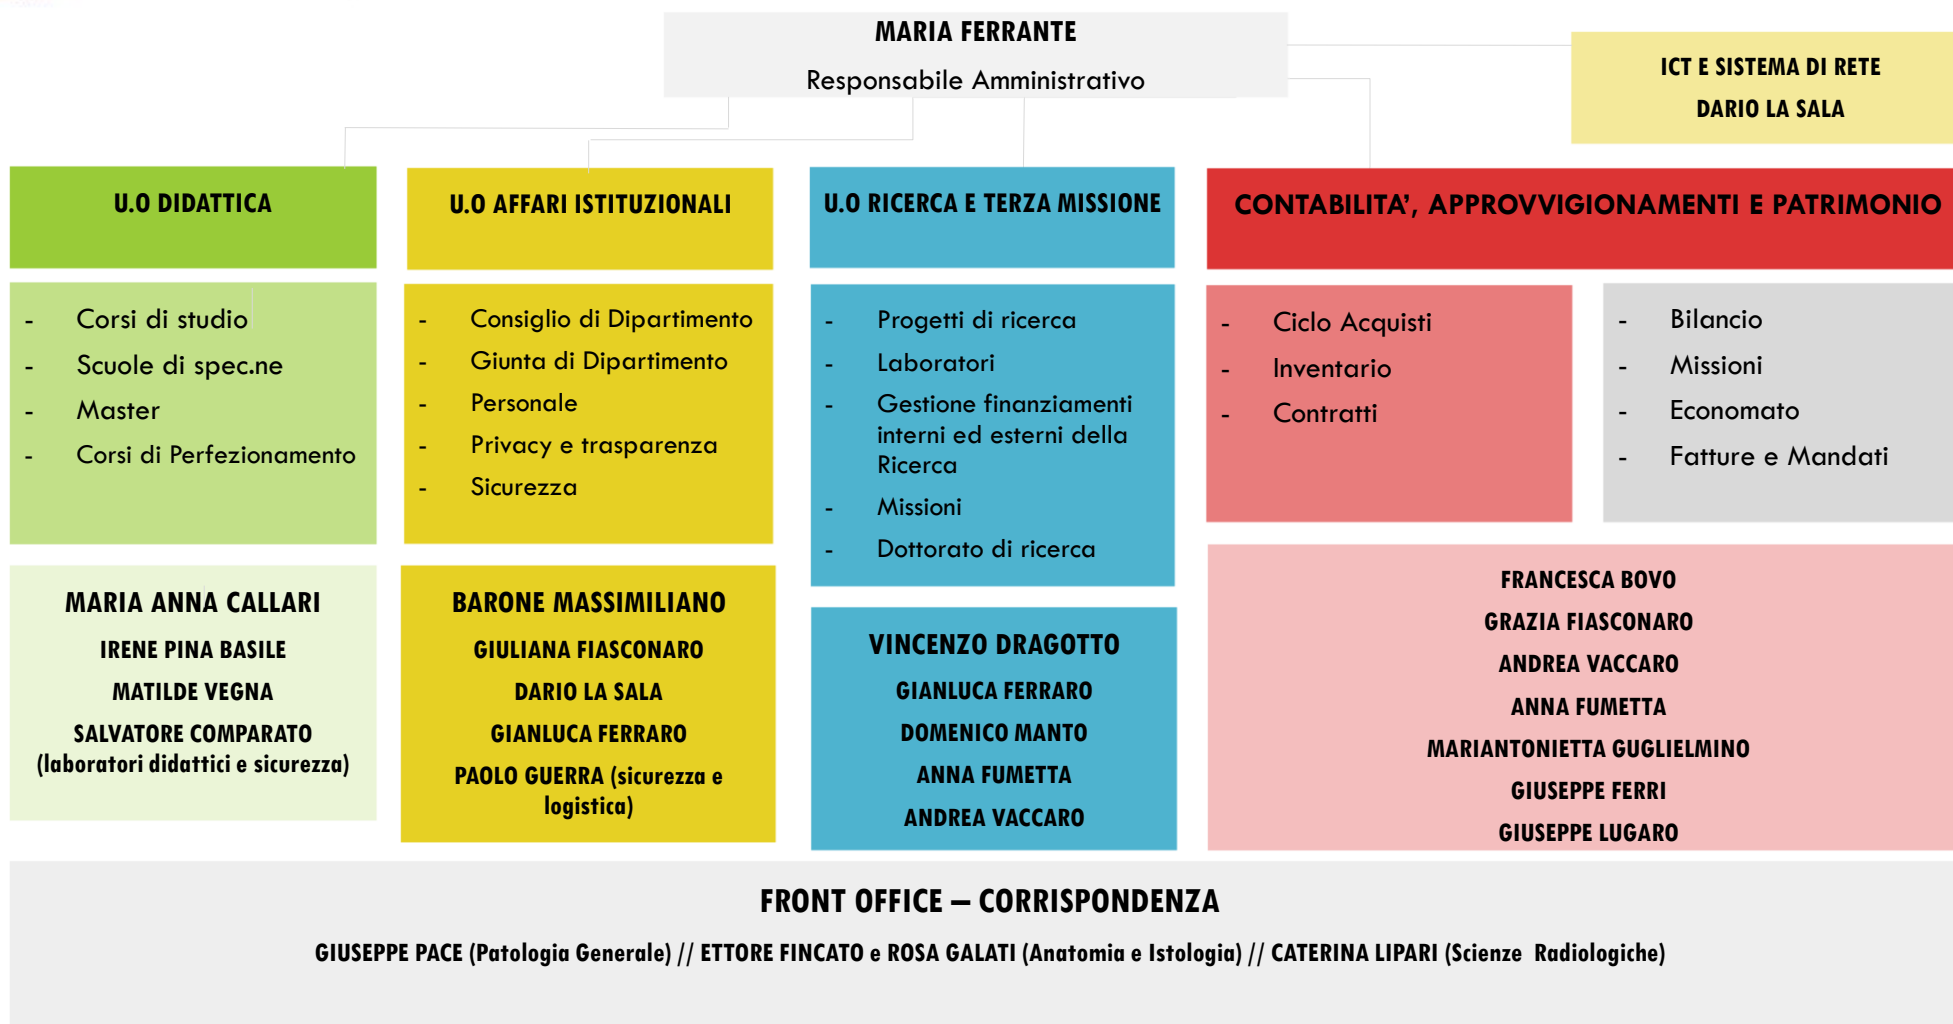 MARIA FERRANTE
Responsabile Amministrativo
ICT E SISTEMA DI RETE
DARIO LA SALA
U.O DIDATTICA
- Corsi di studio
- Scuole di spec.ne
- Master
- Corsi di Perfezionamento
MARIA ANNA CALLARI
IRENE PINA BASILE
MATILDE VEGNA
SALVATORE COMPARATO
(laboratori didattici e sicurezza)
U.O AFFARI ISTITUZIONALI
- Consiglio di Dipartimento
- Giunta di Dipartimento
- Personale
- Privacy e trasparenza
- Sicurezza
BARONE MASSIMILIANO
GIULIANA FIASCONARO
DARIO LA SALA
GIANLUCA FERRARO
PAOLO GUERRA (sicurezza e
logistica)
U.O RICERCA E TERZA MISSIONE
- Progetti di ricerca
- Laboratori
- Gestione finanziamenti
interni ed esterni della
Ricerca
- Missioni
- Dottorato di ricerca
VINCENZO DRAGOTTO
GIANLUCA FERRARO
DOMENICO MANTO
ANNA FUMETTA
ANDREA VACCARO
CONTABILITA’, APPROVVIGIONAMENTI E PATRIMONIO
- Ciclo Acquisti
- Inventario
- Contratti
- Bilancio
- Missioni
- Economato
- Fatture e Mandati
FRANCESCA BOVO
GRAZIA FIASCONARO
ANDREA VACCARO
ANNA FUMETTA
MARIANTONIETTA GUGLIELMINO
GIUSEPPE FERRI
GIUSEPPE LUGARO
FRONT OFFICE – CORRISPONDENZA
GIUSEPPE PACE (Patologia Generale) // ETTORE FINCATO e ROSA GALATI (Anatomia e Istologia) // CATERINA LIPARI (Scienze Radiologiche)